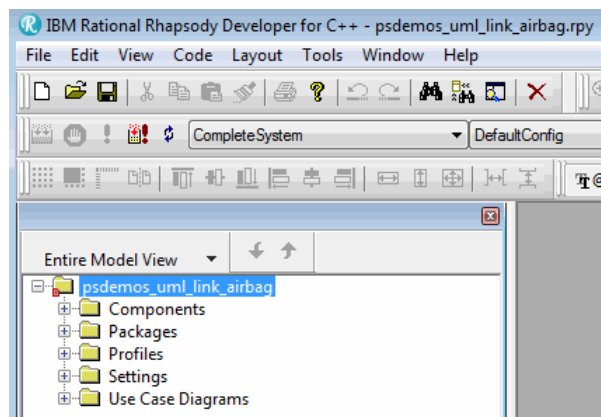 IBM Rational Rhapsody Developer for C++ - psdemos_uml_link_airbag.rpy
File Edit View Code Layout Tools Window Help
CompleteSystem DefaultConfig
Entire Model View
psdemos_uml_link_airbag
Components
Packages
Profiles
Settings
Use Case Diagrams